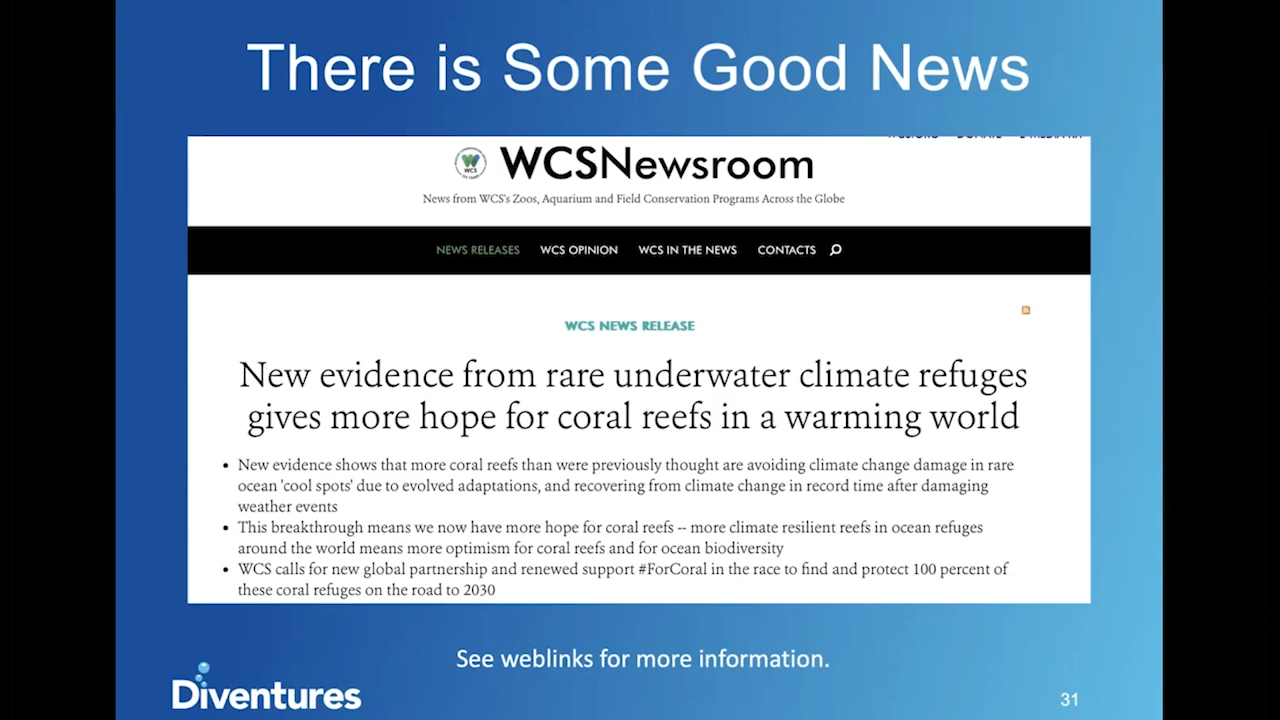 There is Some Good News
WCS.ORG DONATE E-MEDIA KIT
WCS
WCSNewsroom
News from WCS's Zoos, Aquarium and Field Conservation Programs Across the Globe
NEWS RELEASES WCS OPINION WCS IN THE NEWS CONTACTS
WCS NEWS RELEASE
New evidence from rare underwater climate refuges
gives more hope for coral reefs in a warming world
• New evidence shows that more coral reefs than were previously thought are avoiding climate change damage in rare
ocean 'cool spots' due to evolved adaptations, and recovering from climate change in record time after damaging
weather events
• This breakthrough means we now have more hope for coral reefs -- more climate resilient reefs in ocean refuges
around the world means more optimism for coral reefs and for ocean biodiversity
• WCS calls for new global partnership and renewed support #ForCoral in the race to find and protect 100 percent of
these coral refuges on the road to 2030
See weblinks for more information.
Diventures
31